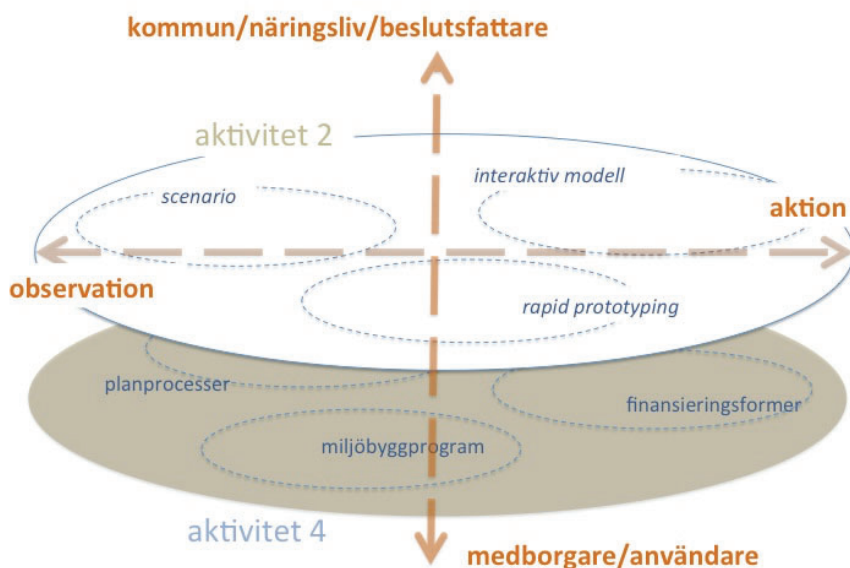 kommun/näringsliv/beslutsfattare
aktivitet 2
interaktiv modell
scenario
aktion
observation
rapid prototyping
planprocesser
finansieringsformer
miljöbyggprogram
aktivitet 4
medborgare/användare